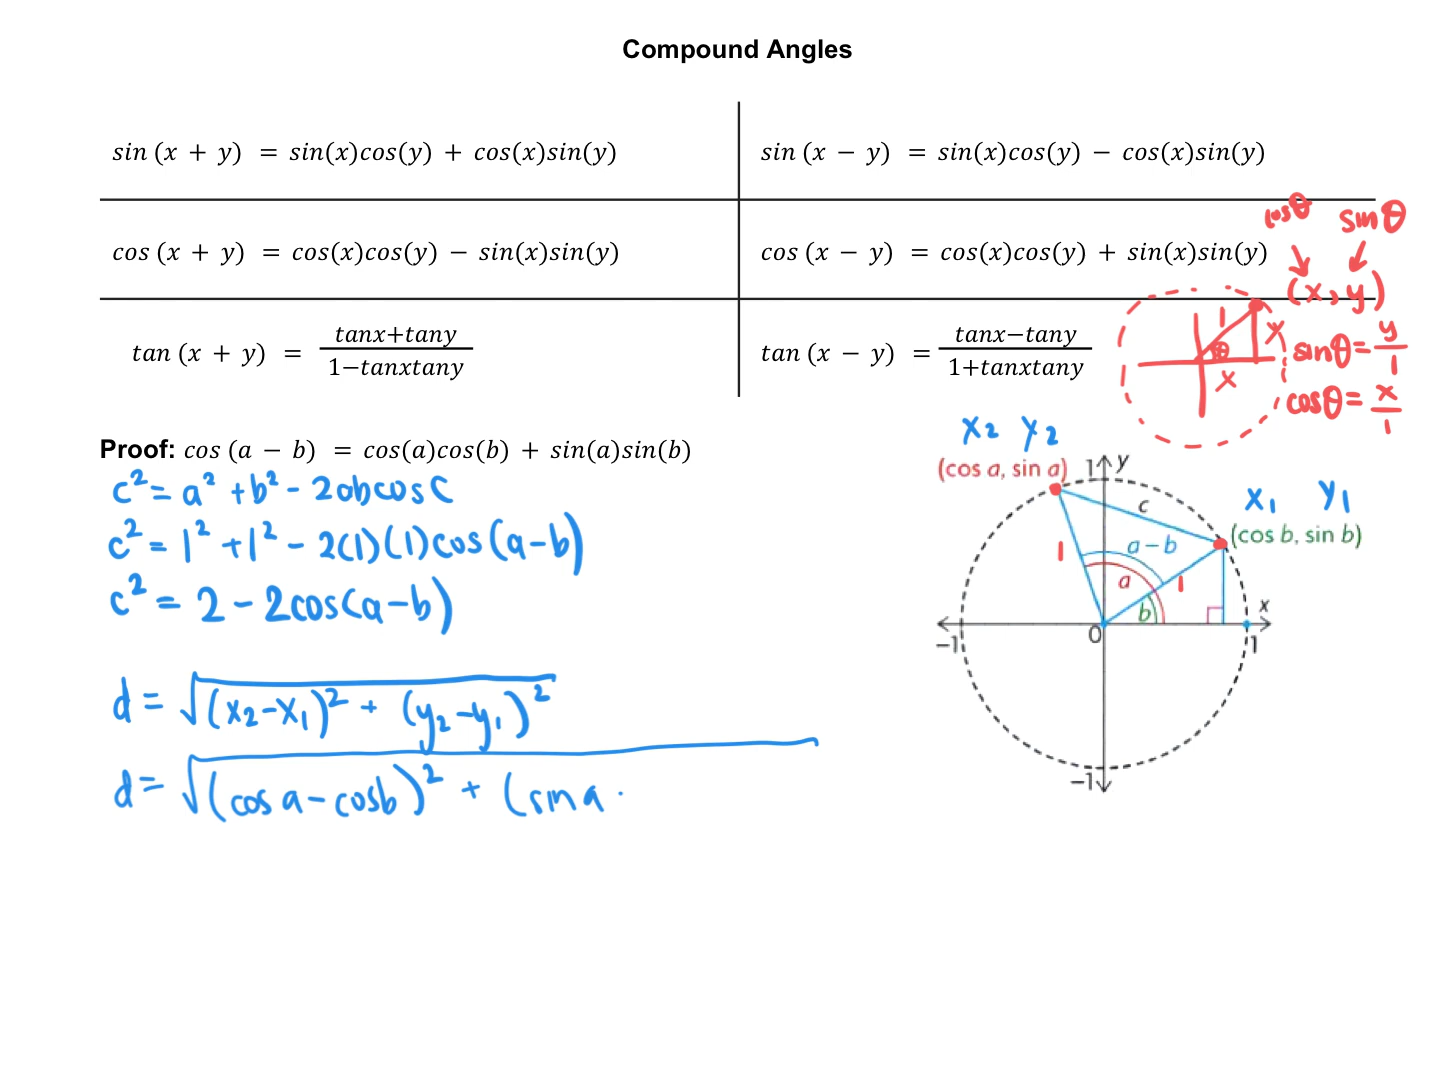 Compound Angles
sin (x + y) = sin(x)cos(y) + cos(x)sin(y)
sin (x − y) = sin(x)cos(y) − cos(x)sin(y)
cos (x + y) = cos(x)cos(y) − sin(x)sin(y)
cos (x − y) = cos(x)cos(y) + sin(x)sin(y)
cosθ sinθ
(x, y)
tan (x + y) = tanx+tany / 1−tanxtany
tan (x − y) = tanx−tany / 1+tanxtany
1
θ
x
x
sinθ = y/1
cosθ = x/1
Proof: cos (a − b) = cos(a)cos(b) + sin(a)sin(b)
c² = a² + b² - 2abcosC
c² = 1² + 1² - 2(1)(1)cos(a-b)
c² = 2 - 2cos(a-b)
d = √(x₂-x₁)² + (y₂-y₁)²
d = √(cos a - cosb)² + (sin a ·
x₂ y₂
(cos a, sin a)
1 y
x₁ y₁
(cos b, sin b)
c
1
a − b
a
1
b
x
−1
0
1
−1